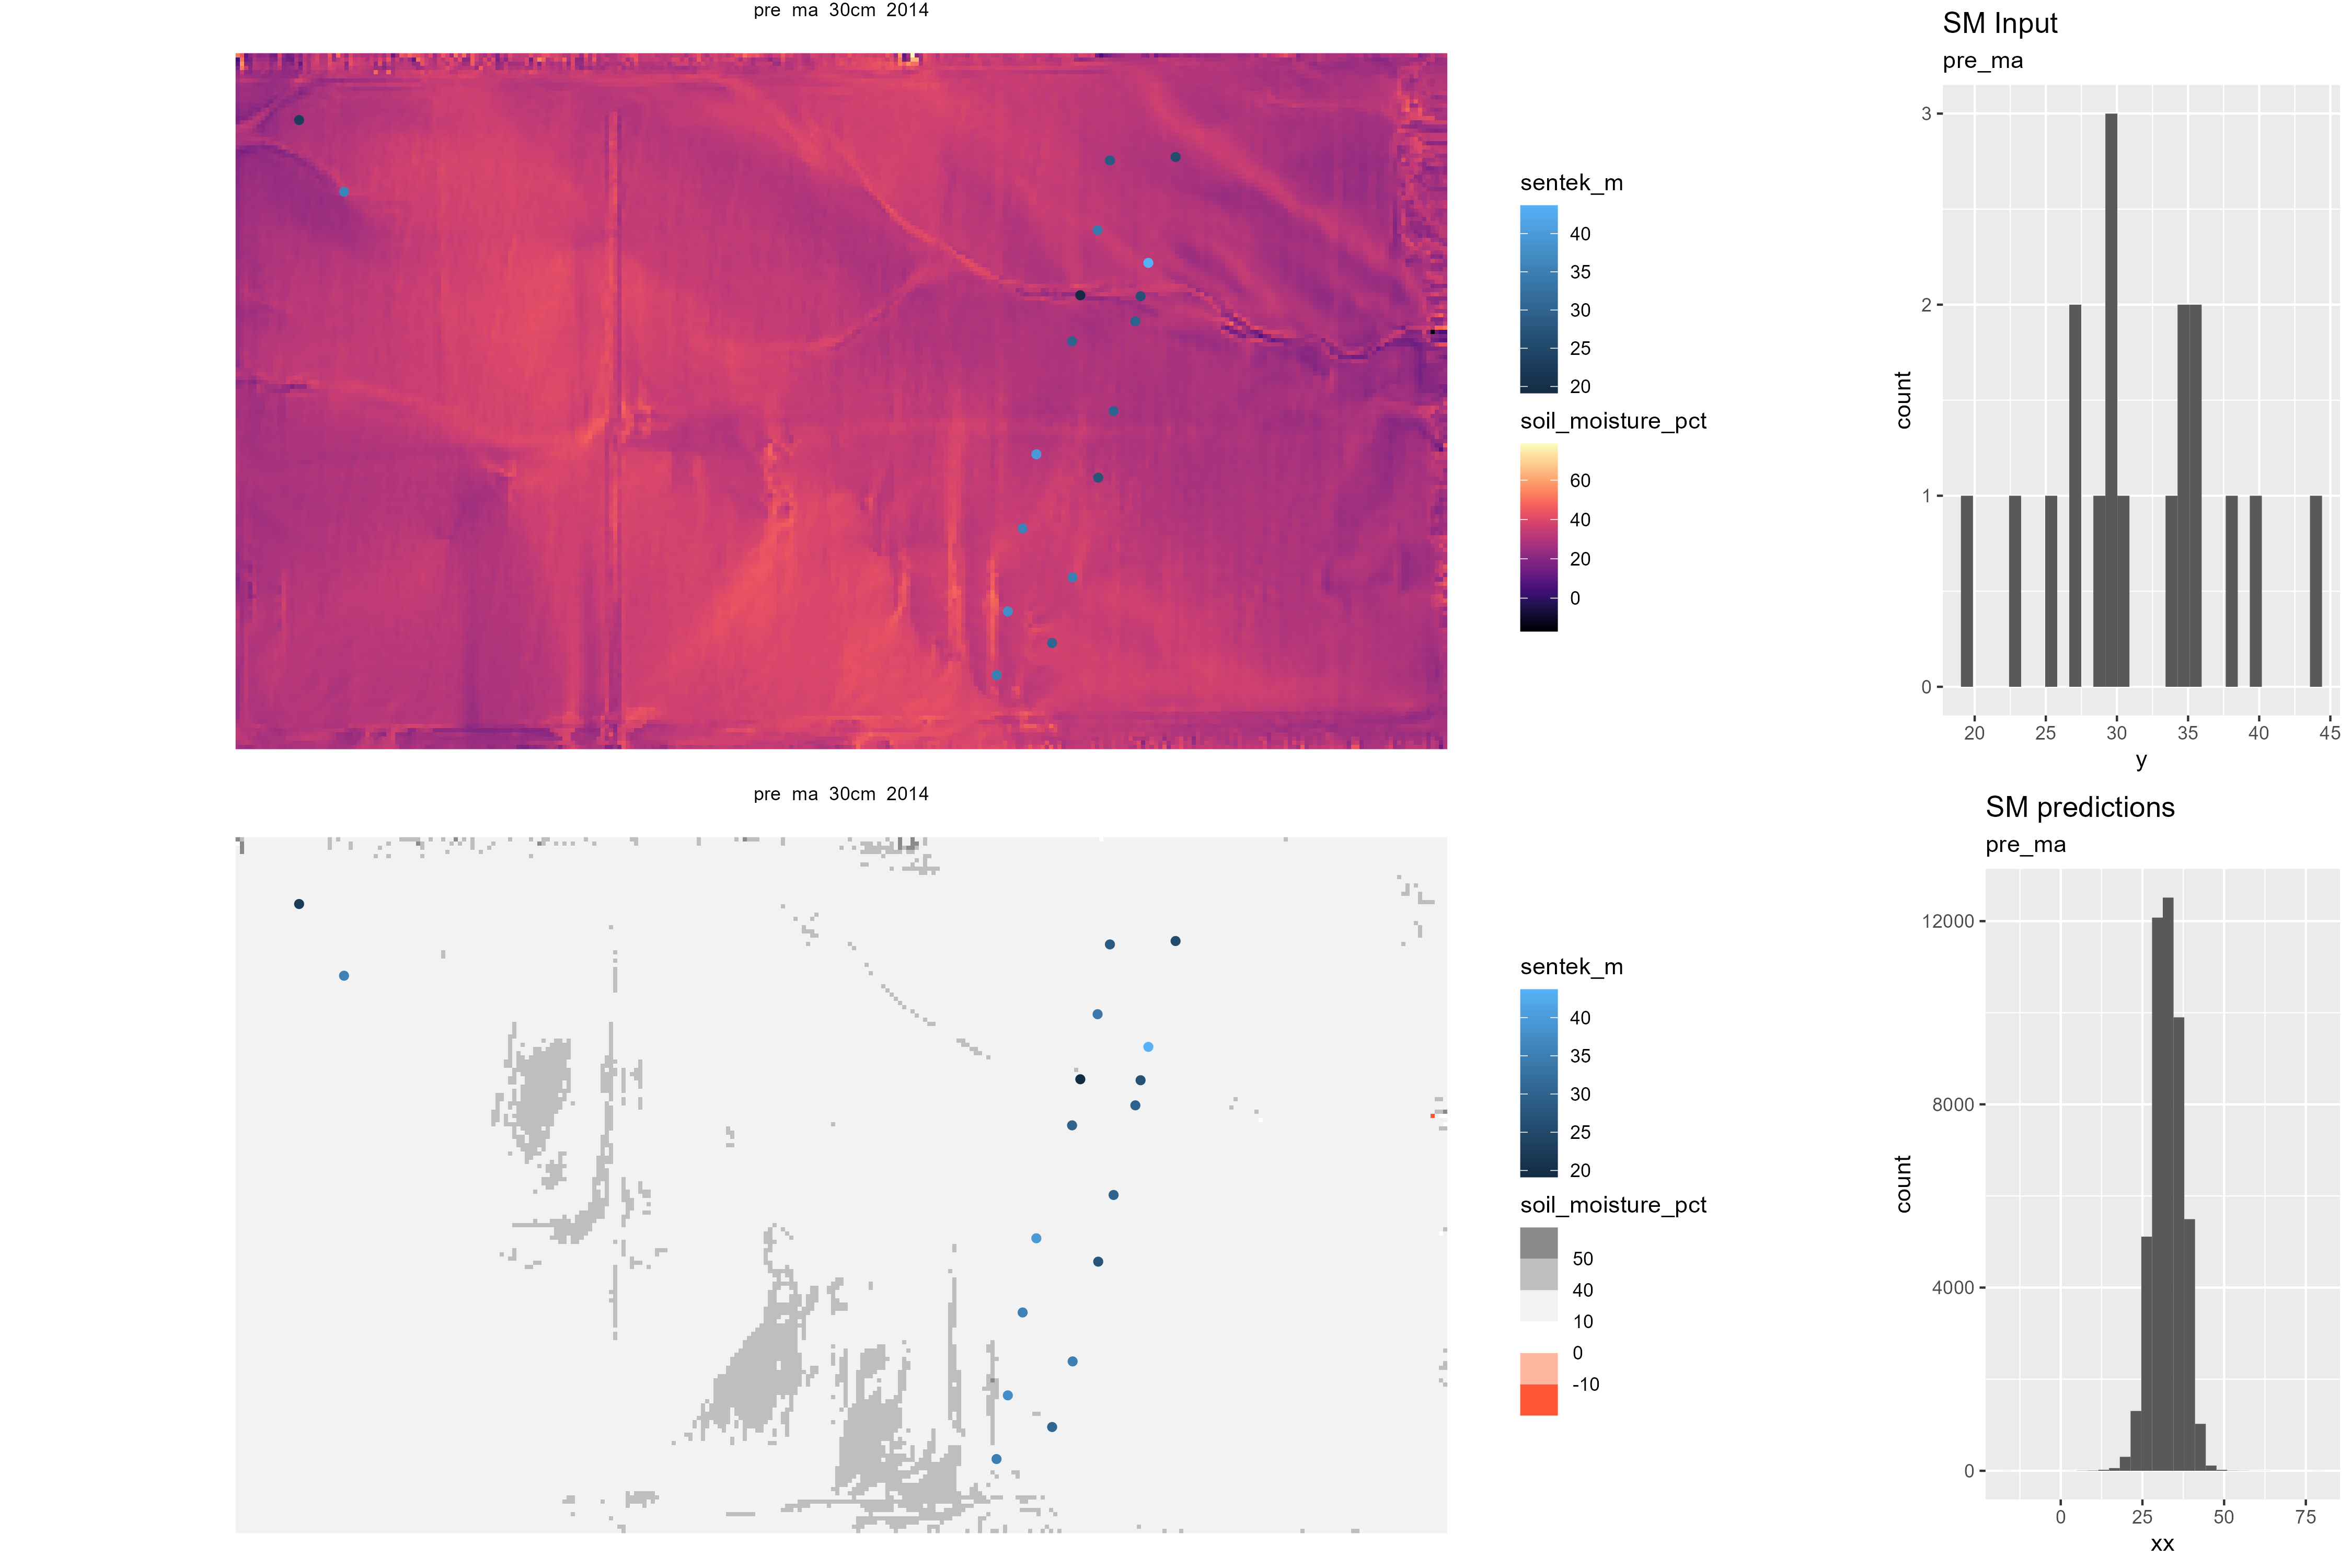 pre ma 30cm 2014
sentek_m
40
35
30
25
20
soil_moisture_pct
60
40
20
0
SM Input
pre_ma
count
3
2
1
0
20 25 30 35 40 45
y
pre ma 30cm 2014
sentek_m
40
35
30
25
20
soil_moisture_pct
50
40
10
0
-10
SM predictions
pre_ma
count
12000
8000
4000
0
0 25 50 75
xx